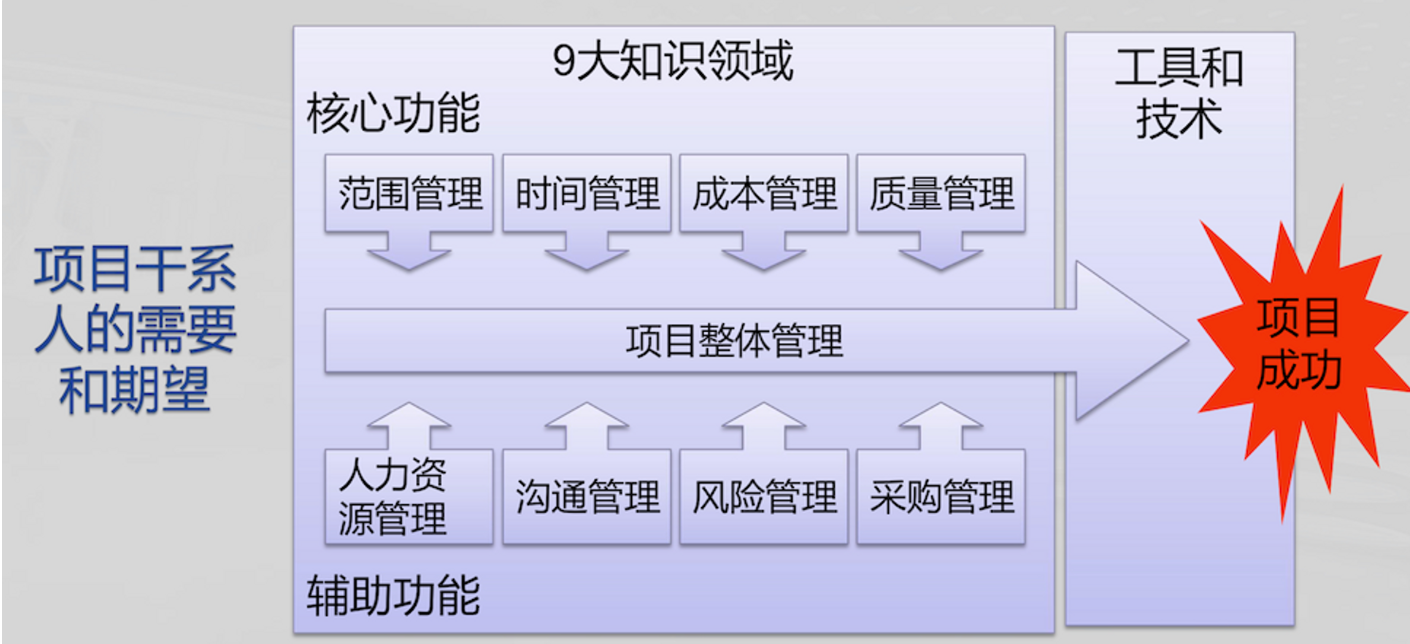 项目干系
人的需要
和期望
9大知识领域
核心功能
范围管理
时间管理
成本管理
质量管理
项目整体管理
人力资
源管理
沟通管理
风险管理
采购管理
辅助功能
工具和
技术
项目
成功